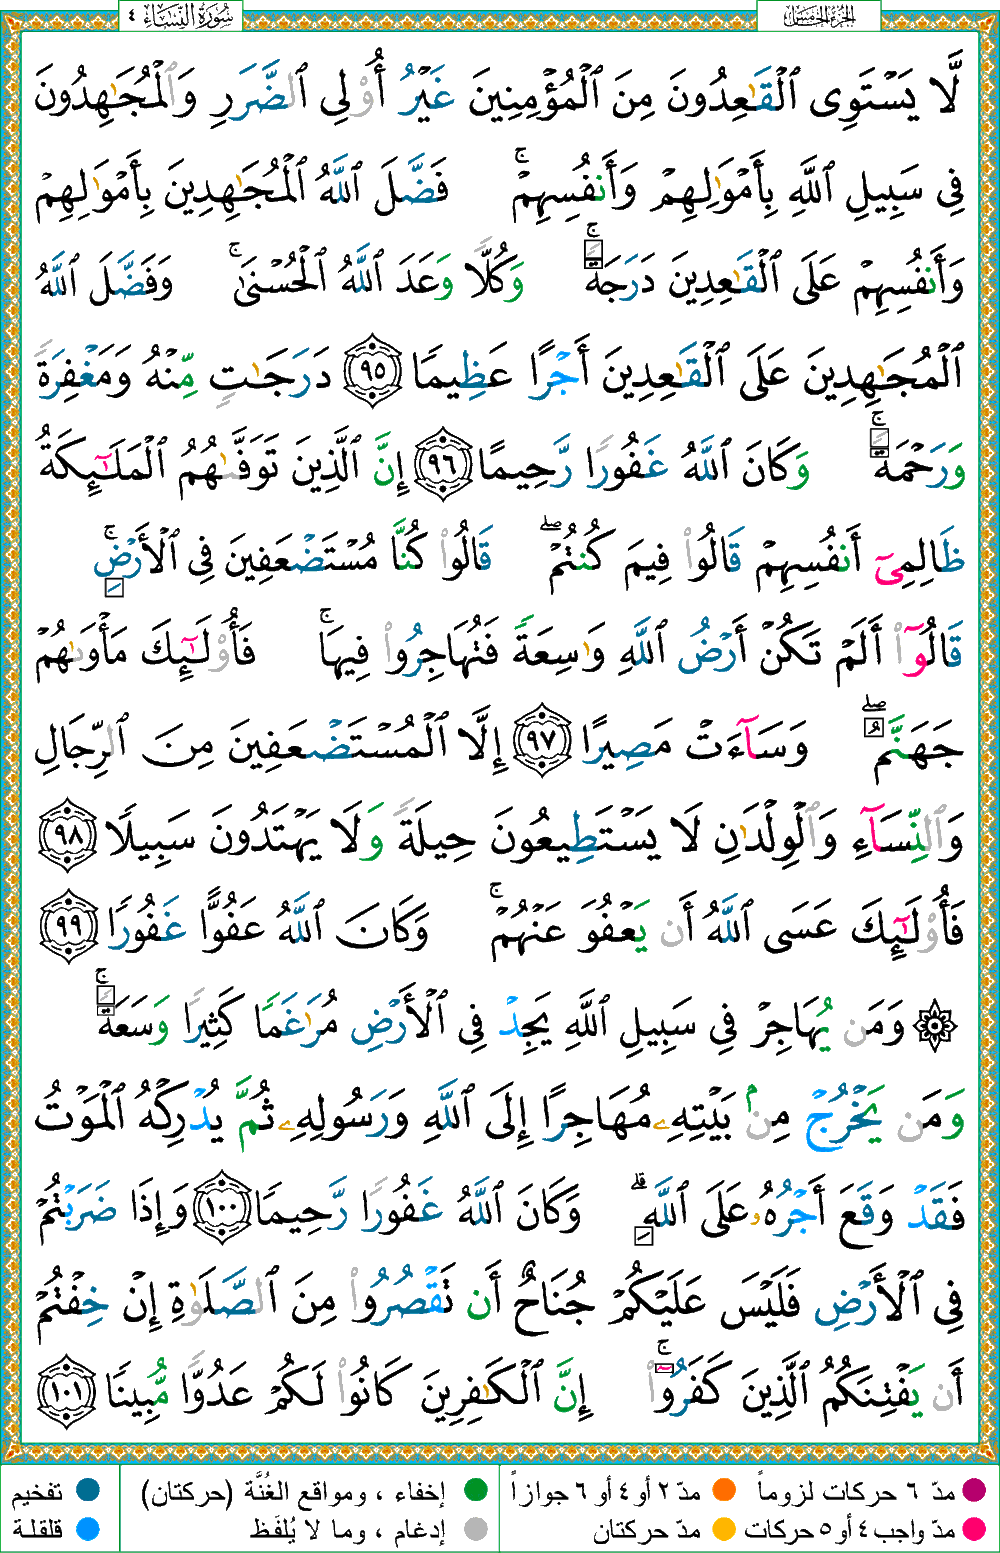 الجزء الخامس
سورة النساء ٤
لَّا يَسْتَوِى ٱلْقَـٰعِدُونَ مِنَ ٱلْمُؤْمِنِينَ غَيْرُ أُو۟لِى ٱلضَّرَرِ وَٱلْمُجَـٰهِدُونَ
فِى سَبِيلِ ٱللَّهِ بِأَمْوَٰلِهِمْ وَأَنفُسِهِمْ ۚ فَضَّلَ ٱللَّهُ ٱلْمُجَـٰهِدِينَ بِأَمْوَٰلِهِمْ
وَأَنفُسِهِمْ عَلَى ٱلْقَـٰعِدِينَ دَرَجَةً ۚ وَكُلًّا وَعَدَ ٱللَّهُ ٱلْحُسْنَىٰ ۚ وَفَضَّلَ ٱللَّهُ
ٱلْمُجَـٰهِدِينَ عَلَى ٱلْقَـٰعِدِينَ أَجْرًا عَظِيمًا ٩٥ دَرَجَـٰتٍ مِّنْهُ وَمَغْفِرَةً
وَرَحْمَةً ۚ وَكَانَ ٱللَّهُ غَفُورًا رَّحِيمًا ٩٦ إِنَّ ٱلَّذِينَ تَوَفَّىٰهُمُ ٱلْمَلَـٰٓئِكَةُ
ظَالِمِىٓ أَنفُسِهِمْ قَالُوا۟ فِيمَ كُنتُمْ ۖ قَالُوا۟ كُنَّا مُسْتَضْعَفِينَ فِى ٱلْأَرْضِ ۚ
قَالُوٓا۟ أَلَمْ تَكُنْ أَرْضُ ٱللَّهِ وَٰسِعَةً فَتُهَاجِرُوا۟ فِيهَا ۚ فَأُو۟لَـٰٓئِكَ مَأْوَىٰهُمْ
جَهَنَّمُ ۖ وَسَآءَتْ مَصِيرًا ٩٧ إِلَّا ٱلْمُسْتَضْعَفِينَ مِنَ ٱلرِّجَالِ
وَٱلنِّسَآءِ وَٱلْوِلْدَٰنِ لَا يَسْتَطِيعُونَ حِيلَةً وَلَا يَهْتَدُونَ سَبِيلًا ٩٨
فَأُو۟لَـٰٓئِكَ عَسَى ٱللَّهُ أَن يَعْفُوَ عَنْهُمْ ۚ وَكَانَ ٱللَّهُ عَفُوًّا غَفُورًا ٩٩
۞ وَمَن يُهَاجِرْ فِى سَبِيلِ ٱللَّهِ يَجِدْ فِى ٱلْأَرْضِ مُرَٰغَمًا كَثِيرًا وَسَعَةً ۚ
وَمَن يَخْرُجْ مِنۢ بَيْتِهِۦ مُهَاجِرًا إِلَى ٱللَّهِ وَرَسُولِهِۦ ثُمَّ يُدْرِكْهُ ٱلْمَوْتُ
فَقَدْ وَقَعَ أَجْرُهُۥ عَلَى ٱللَّهِ ۗ وَكَانَ ٱللَّهُ غَفُورًا رَّحِيمًا ١٠٠ وَإِذَا ضَرَبْتُمْ
فِى ٱلْأَرْضِ فَلَيْسَ عَلَيْكُمْ جُنَاحٌ أَن تَقْصُرُوا۟ مِنَ ٱلصَّلَوٰةِ إِنْ خِفْتُمْ
أَن يَفْتِنَكُمُ ٱلَّذِينَ كَفَرُوٓا۟ ۚ إِنَّ ٱلْكَـٰفِرِينَ كَانُوا۟ لَكُمْ عَدُوًّا مُّبِينًا ١٠١
مدّ ٦ حركات لزوماً مدّ ٢ أو ٤ أو ٦ جوازاً إخفاء ، ومواقع الغُنَّة (حركتان) تفخيم
مدّ واجب ٤ أو ٥ حركات مدّ حركتان إدغام ، وما لا يُلفَظ قلقلة